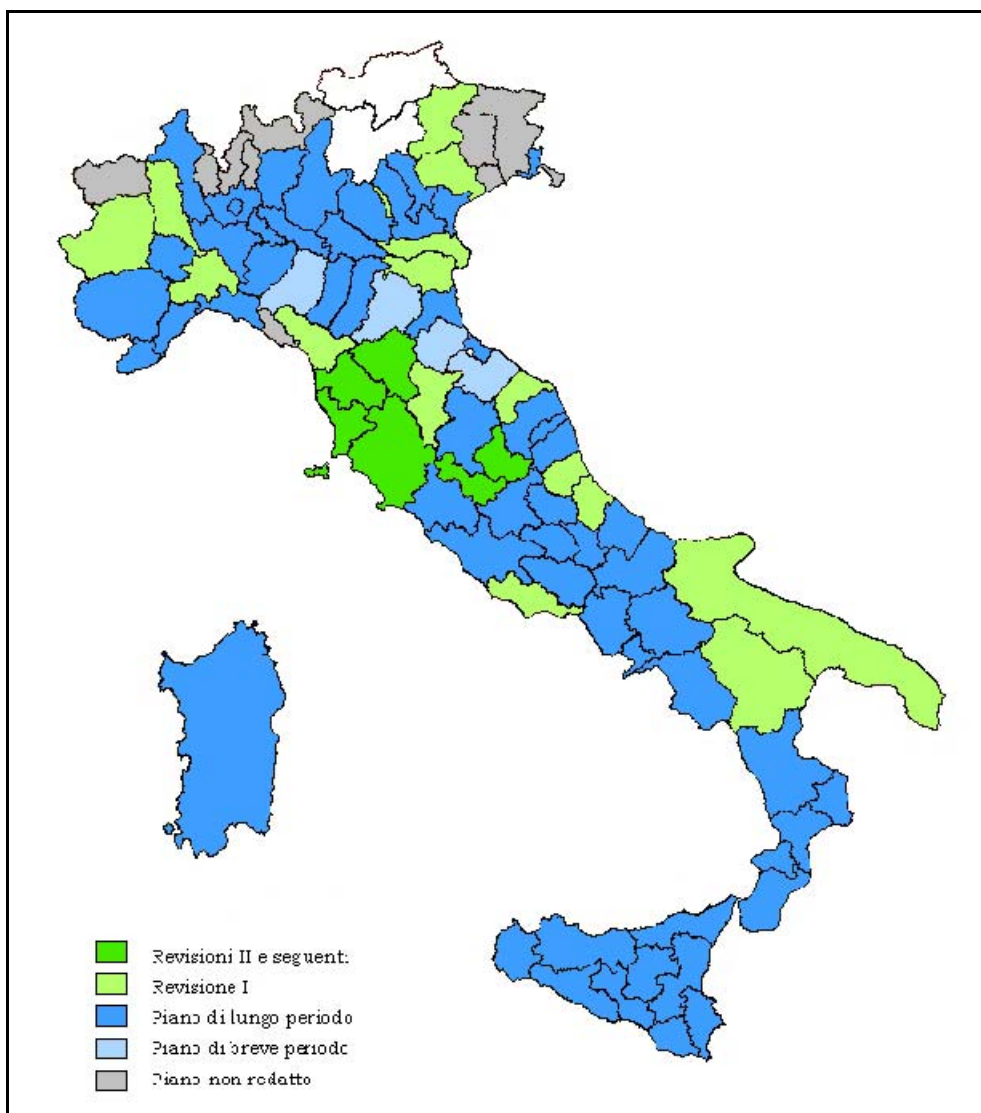 Revisioni II e seguenti
Revisione I
Piano di lungo periodo
Piano di breve periodo
Piano non redatto